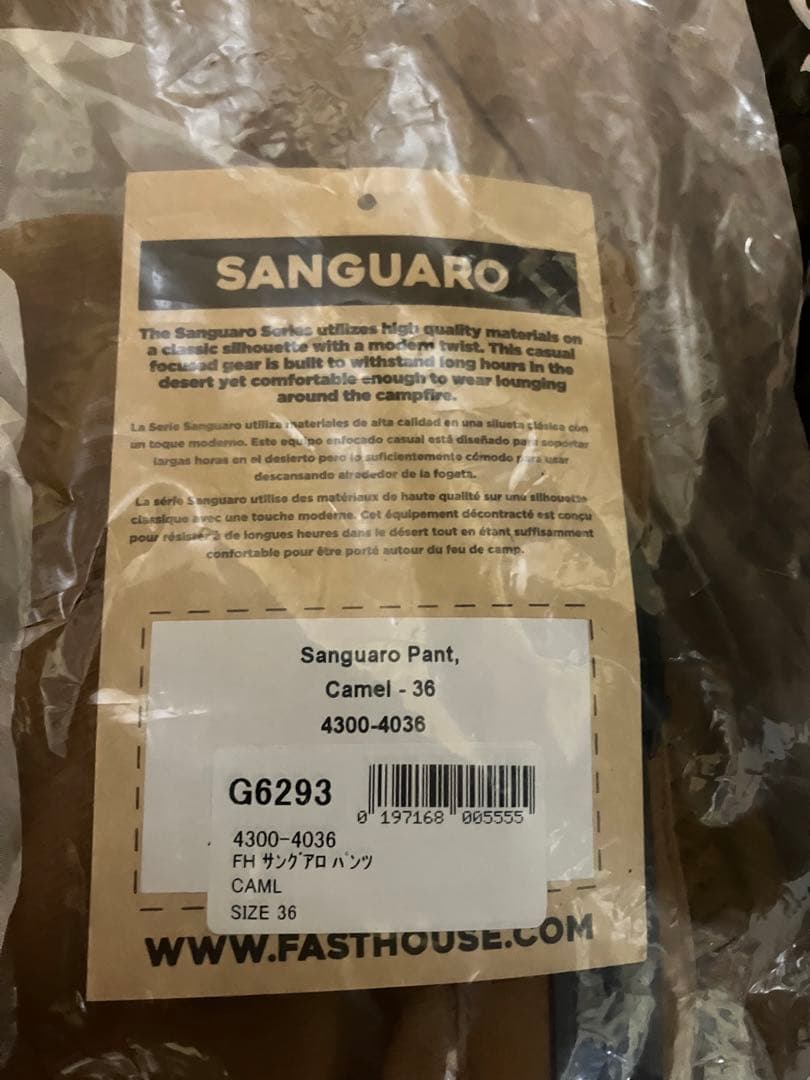 SANGUARO
The Sanguaro Series utilizes high quality materials on
a classic silhouette with a modern twist. This casual
focused gear is built to withstand long hours in the
desert yet comfortable enough to wear lounging
around the campfire.
La Serie Sanguaro utiliza materiales de alta calidad en una silueta clásica con
un toque moderno. Este equipo enfocado casual está diseñado para soportar
largas horas en el desierto pero lo suficientemente cómodo para usar
descansando alrededor de la fogata.
La série Sanguaro utilise des matériaux de haute qualité sur une silhouette
classique avec une touche moderne. Cet équipement décontracté est conçu
pour résister à de longues heures dans le désert tout en étant suffisamment
confortable pour être porté autour du feu de camp.
Sanguaro Pant,
Camel - 36
4300-4036
G6293
0 197168 005555
4300-4036
FH ｻﾝｸﾞｱﾛ ﾊﾟﾝﾂ
CAML
SIZE 36
WWW.FASTHOUSE.COM